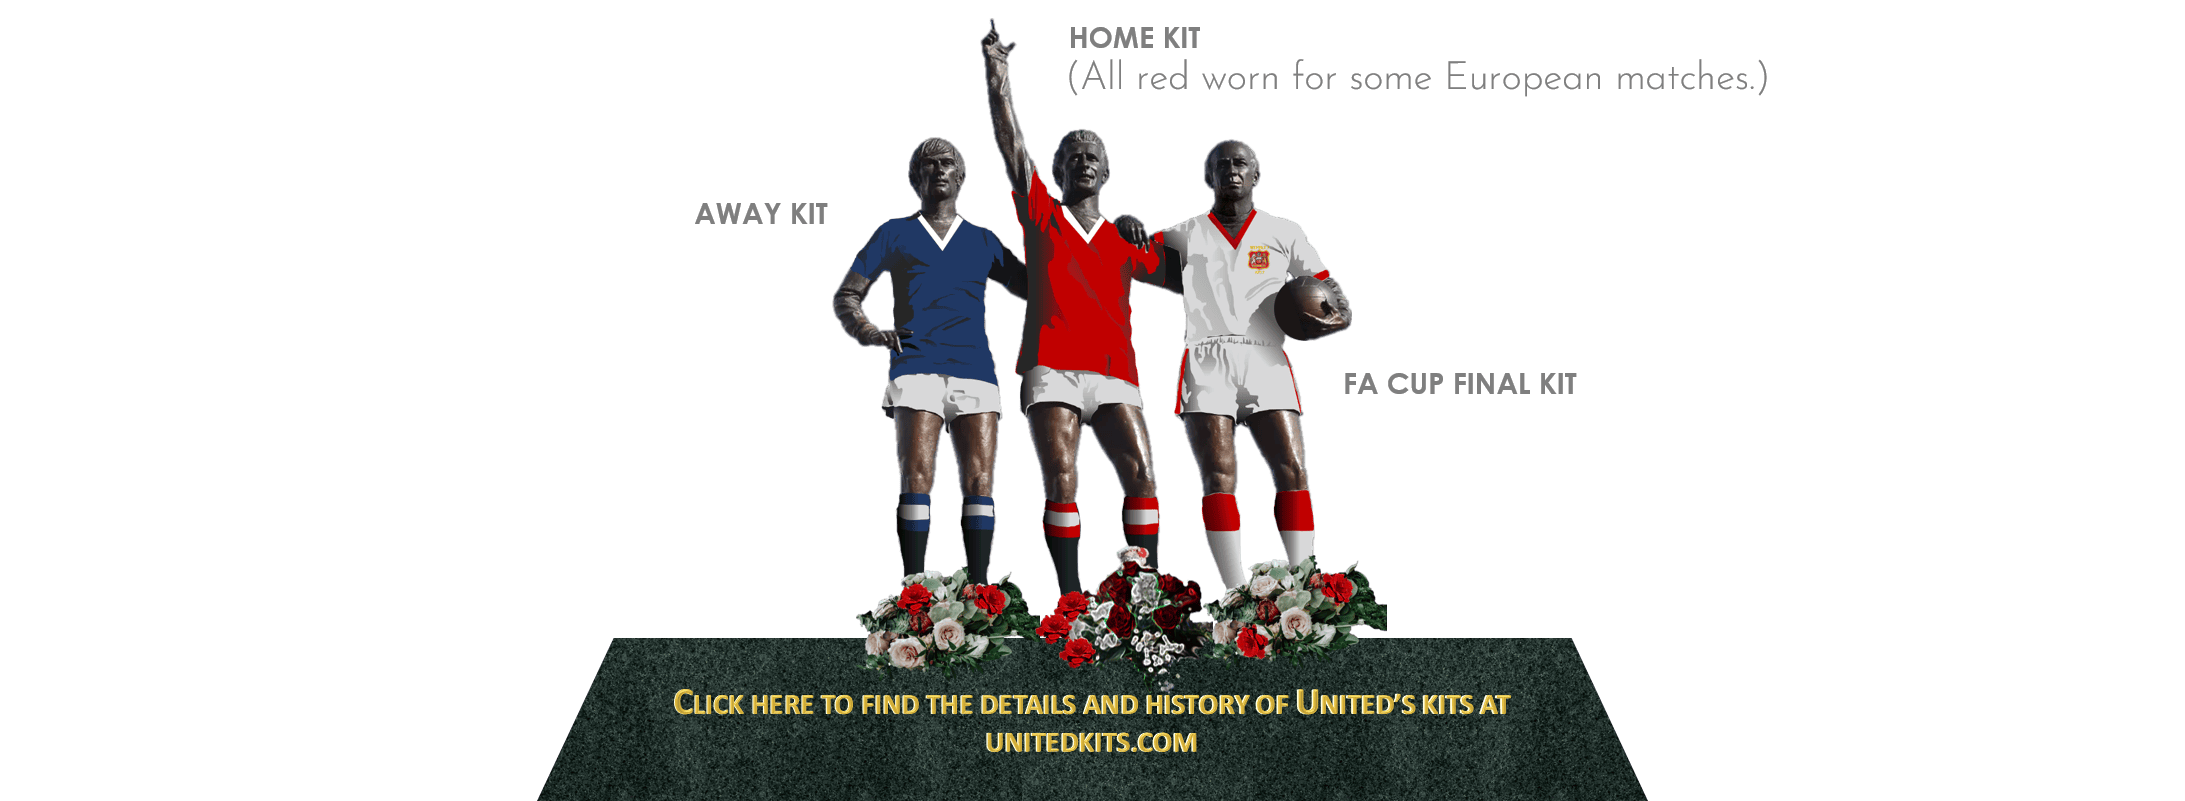 HOME KIT
(All red worn for some European matches.)
AWAY KIT
FA CUP FINAL KIT
Click here to find the details and history of United's kits at
unitedkits.com